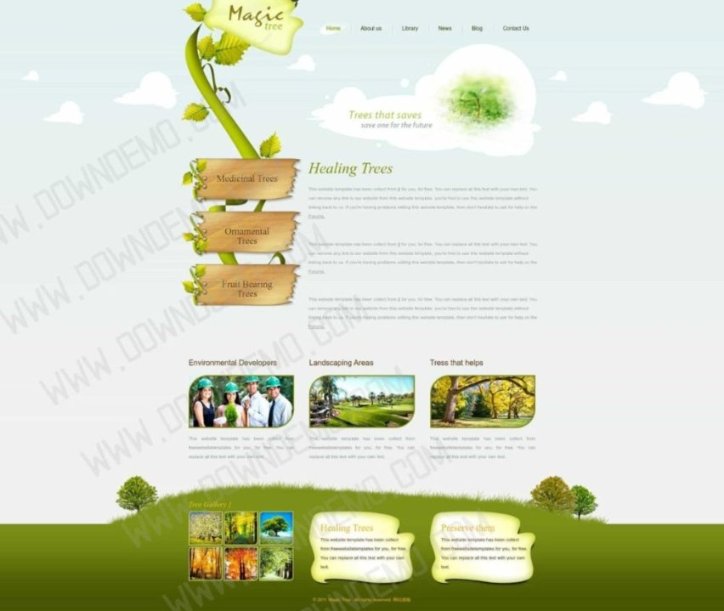 Magic
tree
Home About us Library News Blog Contact Us
Trees that saves
save one for the future
Medicinal Trees
Ornamental
Trees
Fruit Bearing
Trees
Healing Trees
This website template has been collect from it for you, for free. You can replace all this text with your own text. You
can remove any link to our website from this website template, you're free to use this website template without
linking back to us. If you're having problems editing this website template, then don't hesitate to ask for help on the
Forums.
This website template has been collect from it for you, for free. You can replace all this text with your own text. You
can remove any link to our website from this website template, you're free to use this website template without
linking back to us. If you're having problems editing this website template, then don't hesitate to ask for help on the
Forums.
This website template has been collect from it for you, for free. You can replace all this text with your own text. You
can remove any link to our website from this website template, you're free to use this website template without
linking back to us. If you're having problems editing this website template, then don't hesitate to ask for help on the
Forums.
Environmental Developers
This website template has been collect from
freewebsitetemplates for you, for free. You can
replace all this text with your own text.
Landscaping Areas
This website template has been collect from
freewebsitetemplates for you, for free. You can
replace all this text with your own text.
Tress that helps
This website template has been collect from
freewebsitetemplates for you, for free. You can
replace all this text with your own text.
Tree Gallery
Healing Trees
This website template has been collect
from freewebsitetemplates for you, for free.
You can replace all this text with your own
text.
Preserve them
This website template has been collect
from freewebsitetemplates for you, for free.
You can replace all this text with your own
text.
© 2011 Magic Tree. All rights reserved.
WWW.DOWNDEMO.COM
WWW.DOWNDEMO.COM
WWW.DOWNDEMO.COM
WWW.DOWNDEMO.COM
WWW.DOWNDEMO.COM
WWW.DOWNDEMO.COM